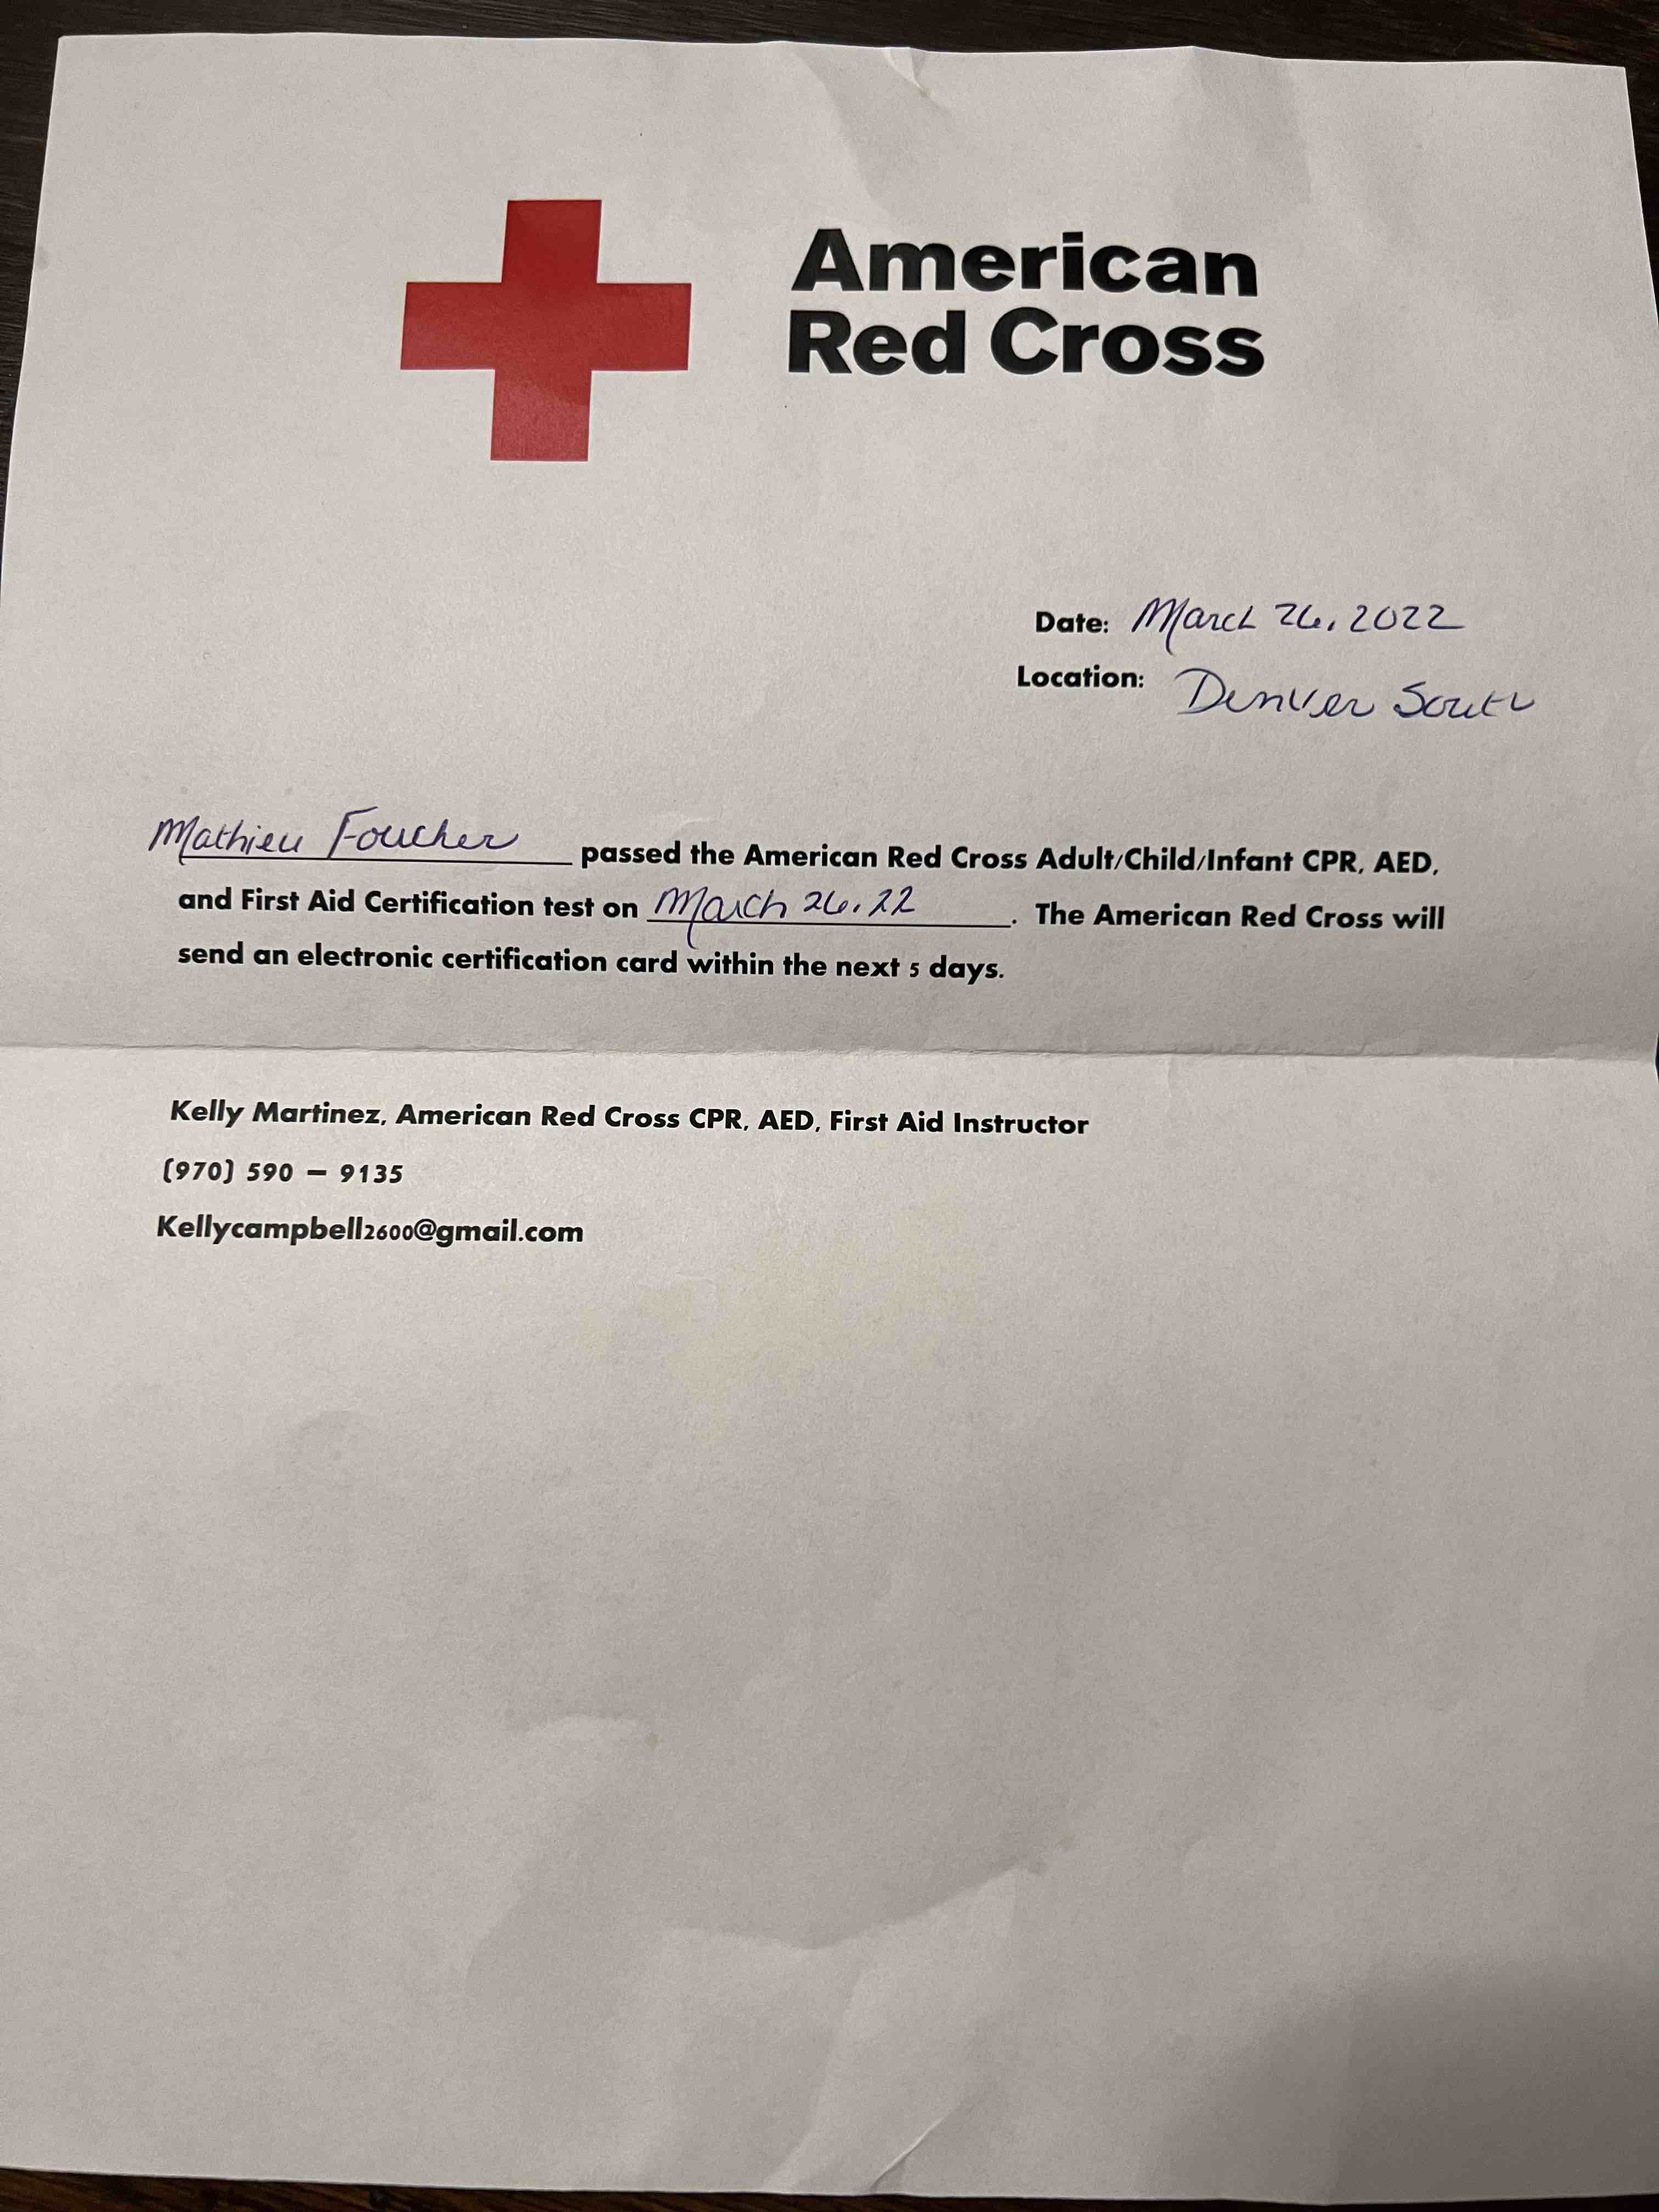 American
Red Cross
Date: March 26, 2022
Location: Denver South
Mathieu Foucher passed the American Red Cross Adult/Child/Infant CPR, AED,
and First Aid Certification test on March 26, 22. The American Red Cross will
send an electronic certification card within the next 5 days.
Kelly Martinez, American Red Cross CPR, AED, First Aid Instructor
(970) 590 – 9135
Kellycampbell2600@gmail.com